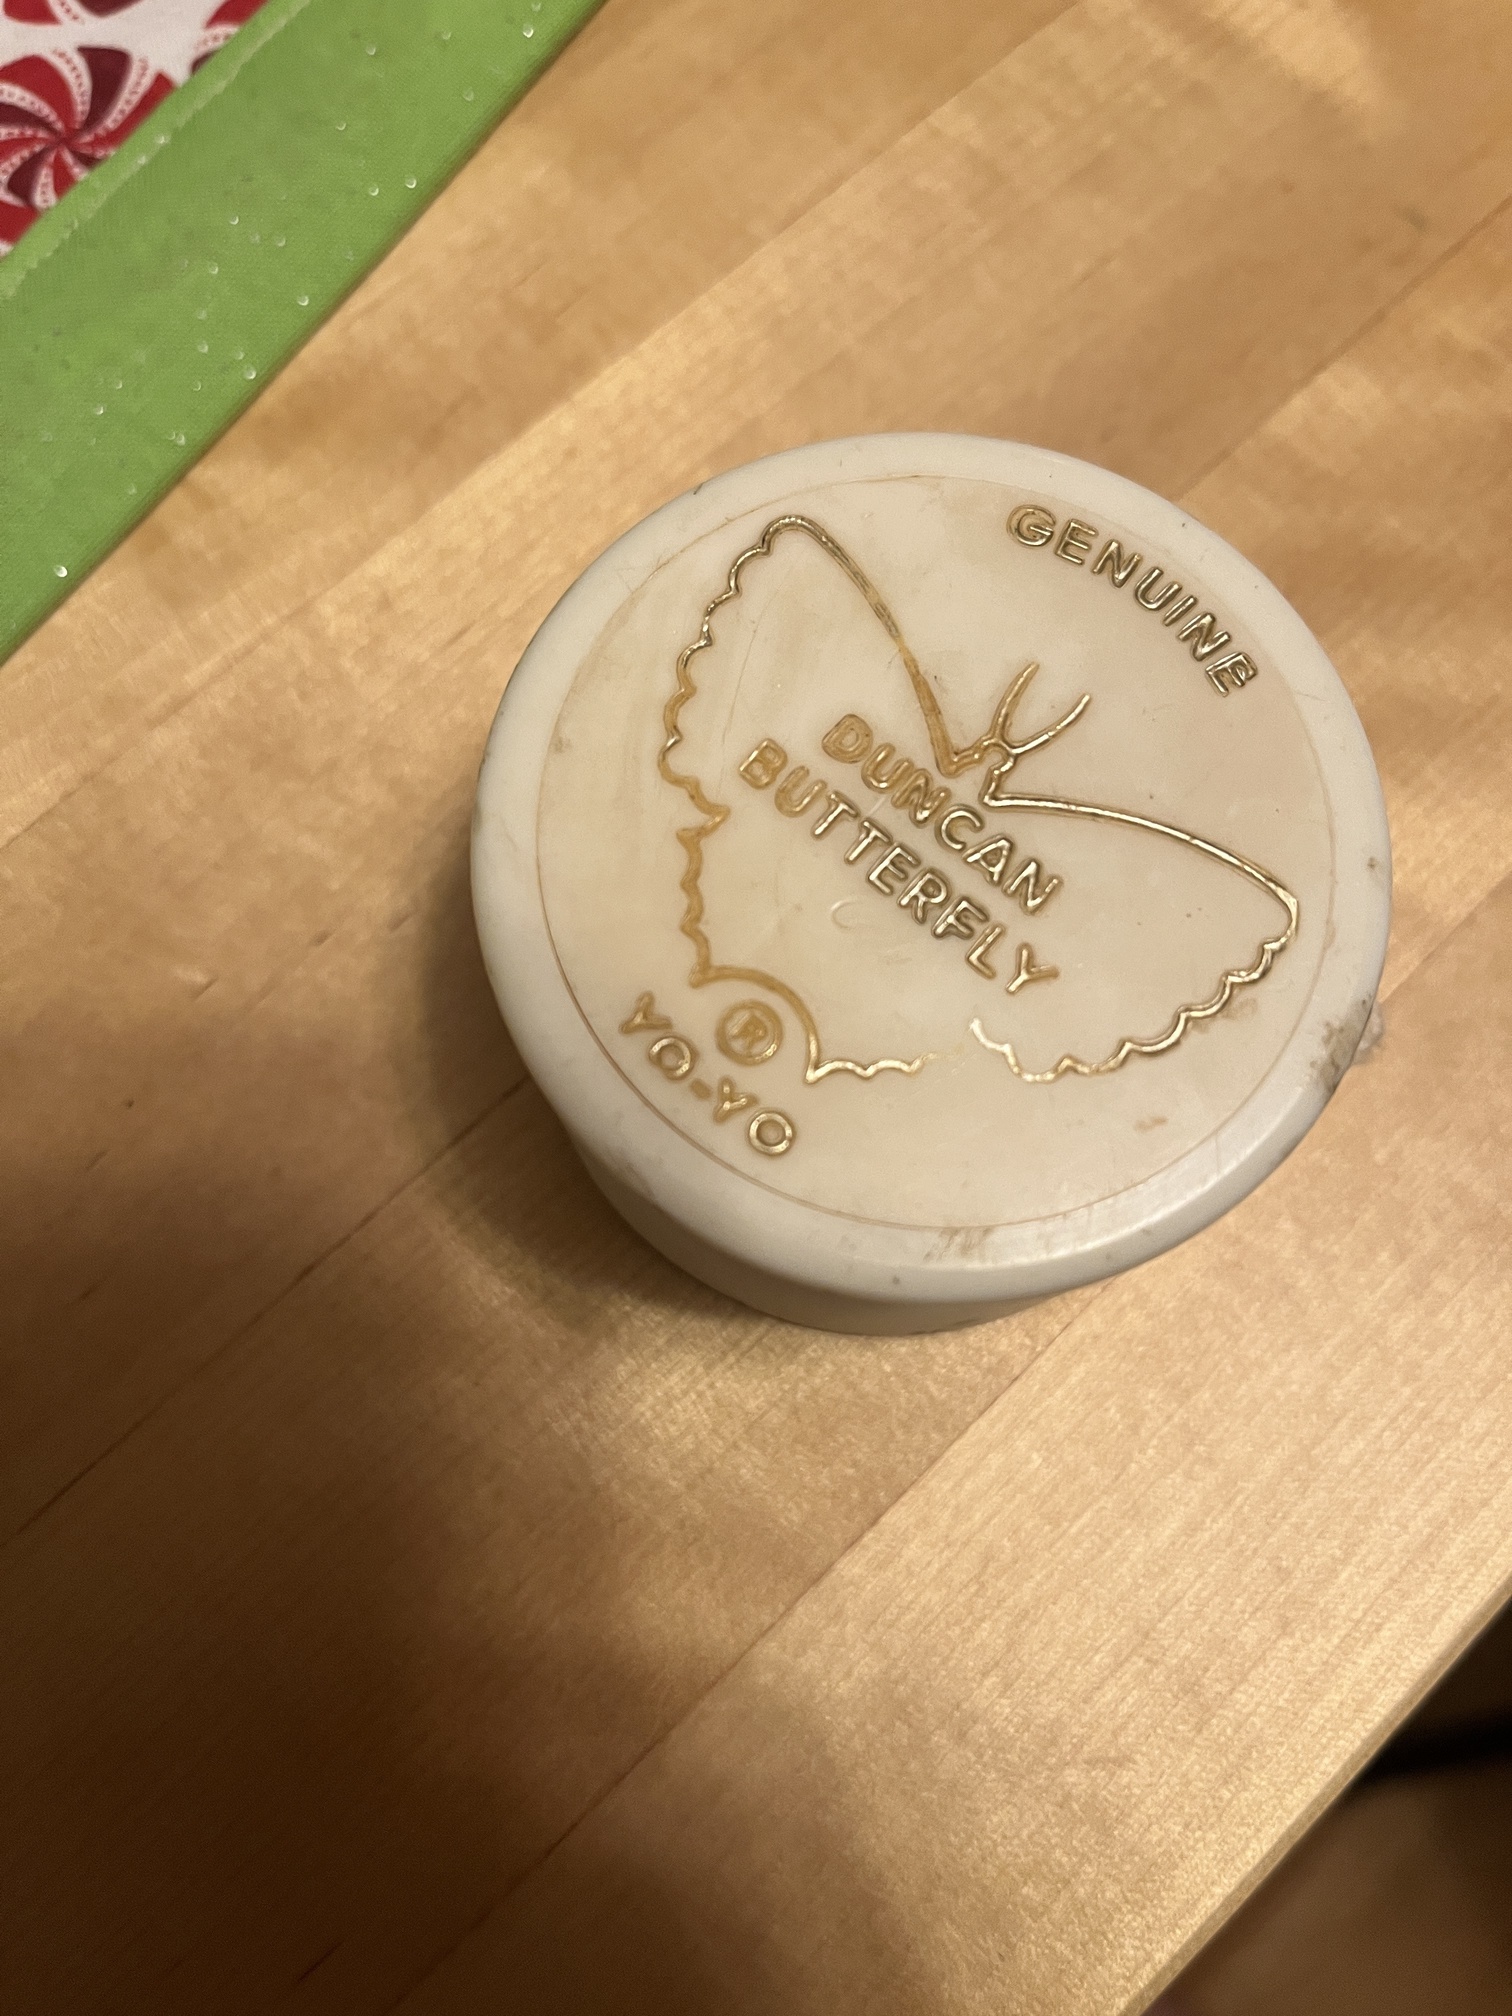 GENUINE
DUNCAN
BUTTERFLY
®
YO-YO